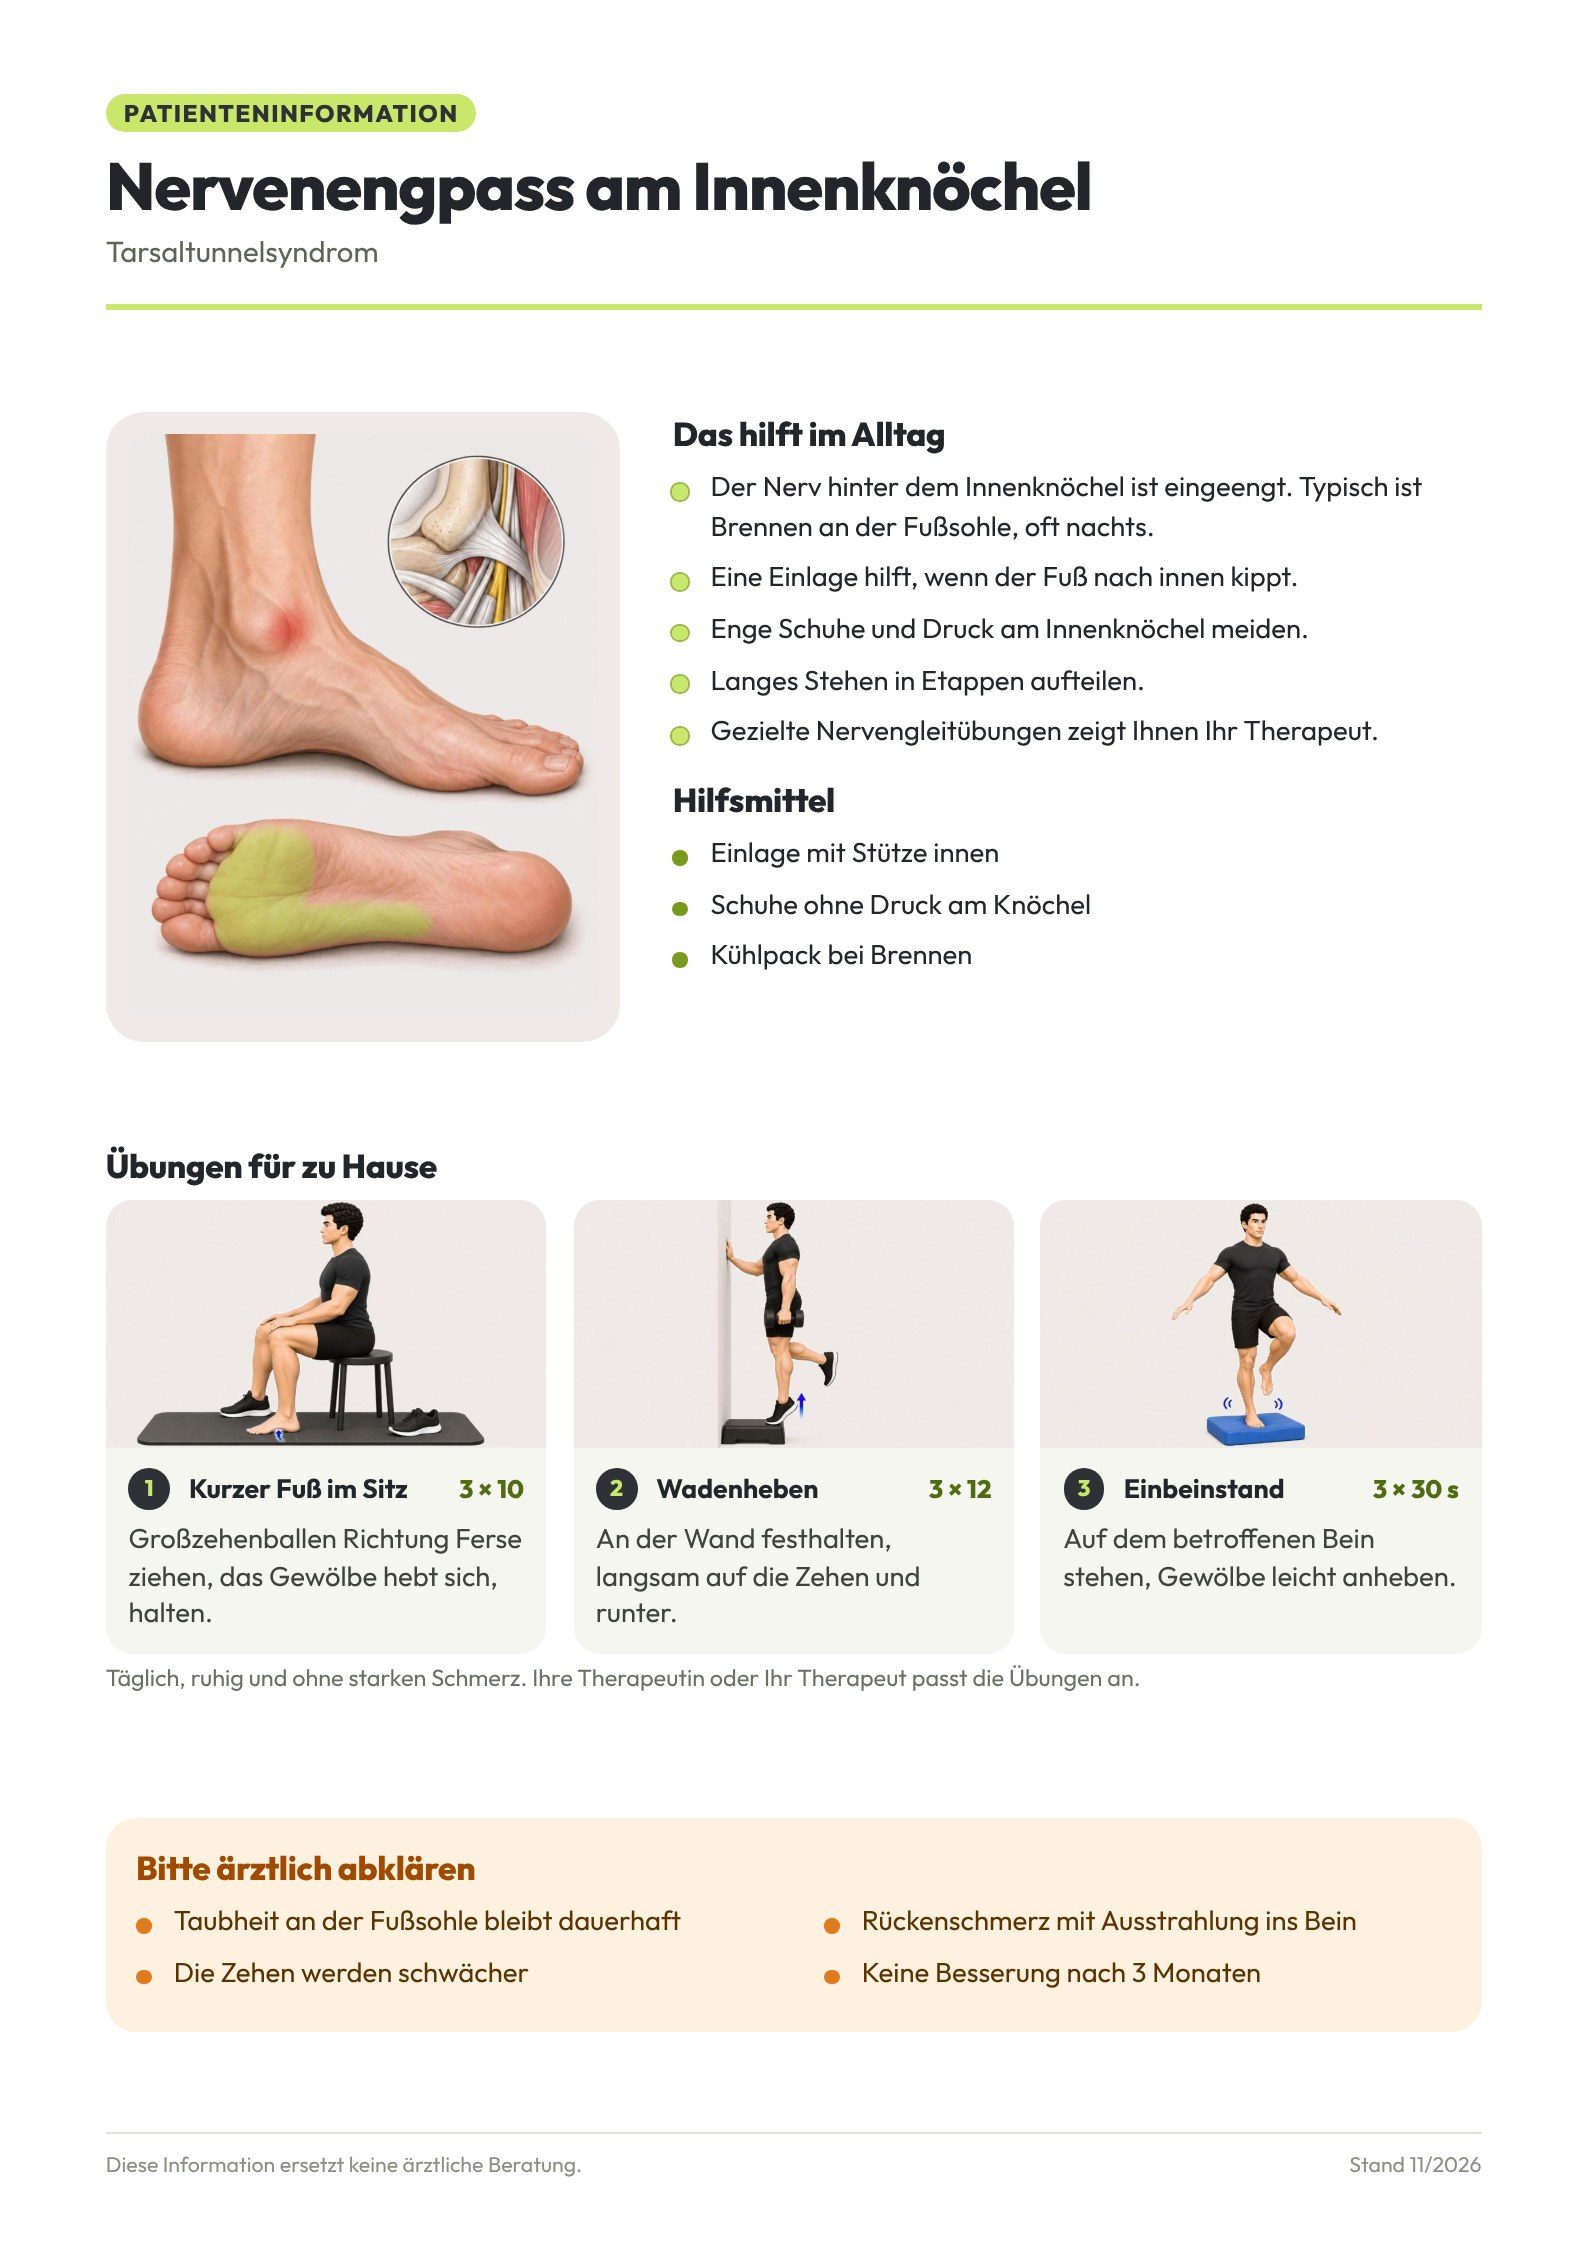 PATIENTENINFORMATION
Nervenengpass am Innenknöchel
Tarsaltunnelsyndrom
Das hilft im Alltag
Der Nerv hinter dem Innenknöchel ist eingeengt. Typisch ist
Brennen an der Fußsohle, oft nachts.
Eine Einlage hilft, wenn der Fuß nach innen kippt.
Enge Schuhe und Druck am Innenknöchel meiden.
Langes Stehen in Etappen aufteilen.
Gezielte Nervengleitübungen zeigt Ihnen Ihr Therapeut.
Hilfsmittel
Einlage mit Stütze innen
Schuhe ohne Druck am Knöchel
Kühlpack bei Brennen
Übungen für zu Hause
1 Kurzer Fuß im Sitz 3 × 10
Großzehenballen Richtung Ferse
ziehen, das Gewölbe hebt sich,
halten.
2 Wadenheben 3 × 12
An der Wand festhalten,
langsam auf die Zehen und
runter.
3 Einbeinstand 3 × 30 s
Auf dem betroffenen Bein
stehen, Gewölbe leicht anheben.
Täglich, ruhig und ohne starken Schmerz. Ihre Therapeutin oder Ihr Therapeut passt die Übungen an.
Bitte ärztlich abklären
Taubheit an der Fußsohle bleibt dauerhaft
Die Zehen werden schwächer
Rückenschmerz mit Ausstrahlung ins Bein
Keine Besserung nach 3 Monaten
Diese Information ersetzt keine ärztliche Beratung.
Stand 11/2026